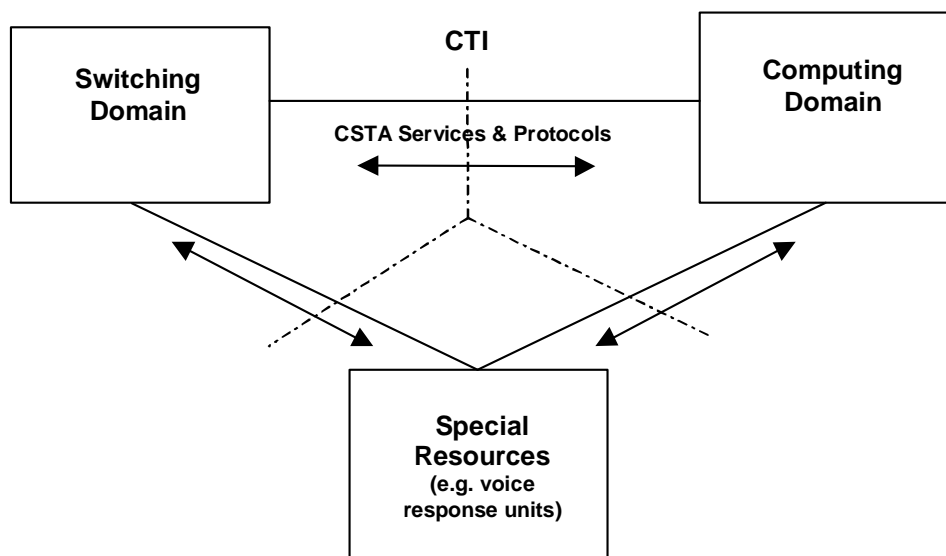 CTI
Switching
Domain
Computing
Domain
CSTA Services & Protocols
Special
Resources
(e.g. voice
response units)